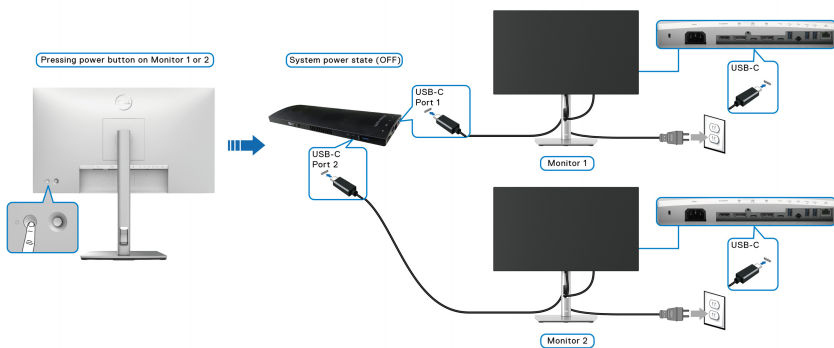 Pressing power button on Monitor 1 or 2
System power state (OFF)
USB-C
Port 1
USB-C
Port 2
Monitor 1
USB-C
Monitor 2
USB-C